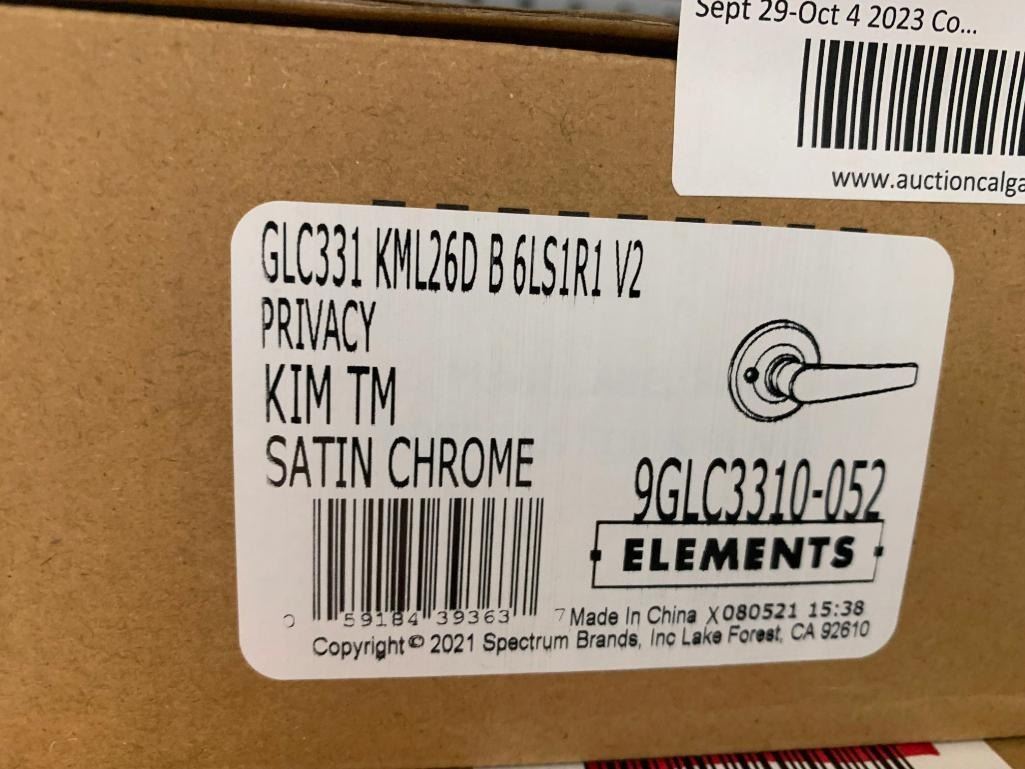 Sept 29-Oct 4 2023 Co...
www.auctioncalga
GLC331 KML26D B 6LS1R1 V2
PRIVACY
KIM TM
SATIN CHROME
9GLC3310-052
ELEMENTS
0 59184 39363 7
Made In China X080521 15:38
Copyright © 2021 Spectrum Brands, Inc Lake Forest, CA 92610